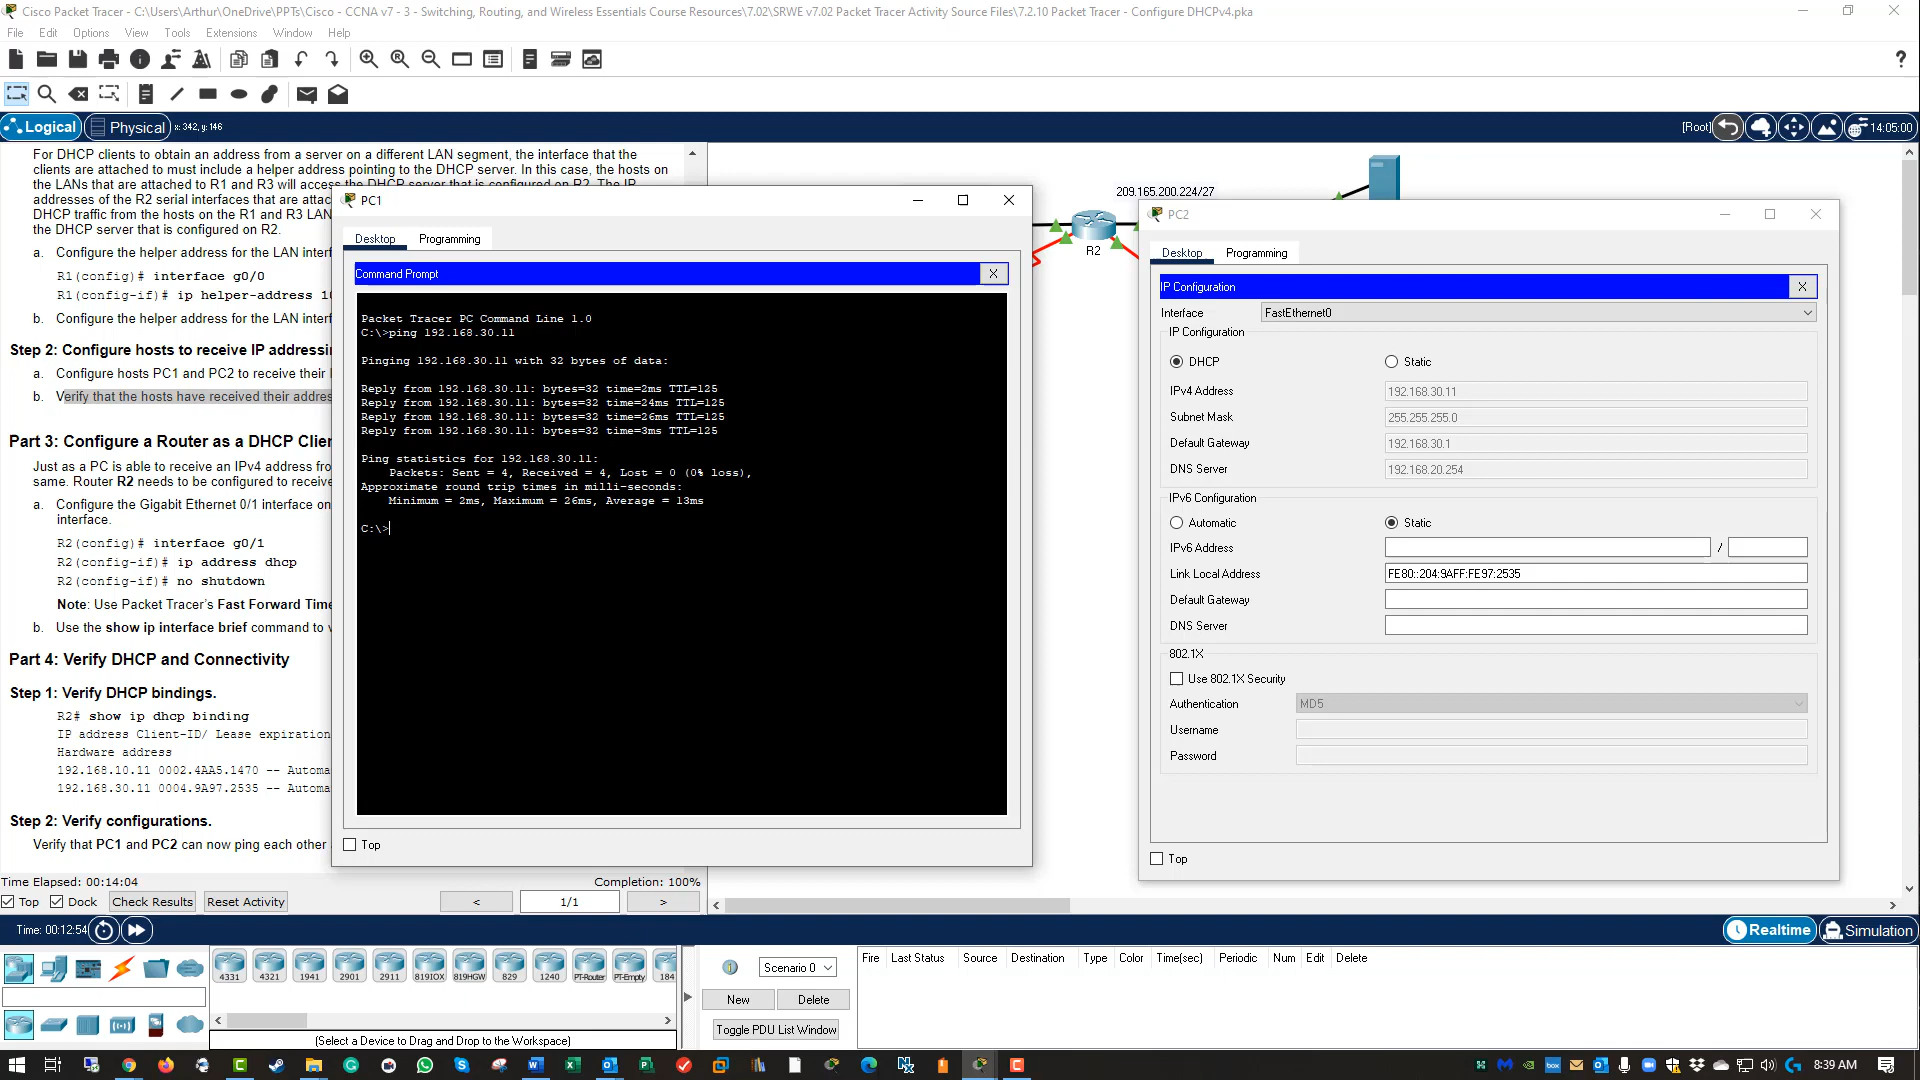 Cisco Packet Tracer - C:\Users\Arthur\OneDrive\PPTs\Cisco - CCNA v7 - 3 - Switching, Routing, and Wireless Essentials Course Resources\7.02\SRWE v7.02 Packet Tracer Activity Source Files\7.2.10 Packet Tracer - Configure DHCPv4.pka
File Edit Options View Tools Extensions Window Help
?
Logical Physical x: 342, y: 146
[Root] 14:05:00
For DHCP clients to obtain an address from a server on a different LAN segment, the interface that the
clients are attached to must include a helper address pointing to the DHCP server. In this case, the hosts on
the LANs that are attached to R1 and R3 will access the DHCP server that is configured on R2. The IP
addresses of the R2 serial interfaces that are attac
DHCP traffic from the hosts on the R1 and R3 LAN
the DHCP server that is configured on R2.
a. Configure the helper address for the LAN interf
R1(config)# interface g0/0
R1(config-if)# ip helper-address 10
b. Configure the helper address for the LAN interf
Step 2: Configure hosts to receive IP addressin
a. Configure hosts PC1 and PC2 to receive their
b. Verify that the hosts have received their addres
Part 3: Configure a Router as a DHCP Clien
Just as a PC is able to receive an IPv4 address fro
same. Router R2 needs to be configured to receive
a. Configure the Gigabit Ethernet 0/1 interface on
interface.
R2(config)# interface g0/1
R2(config-if)# ip address dhcp
R2(config-if)# no shutdown
Note: Use Packet Tracer's Fast Forward Time
b. Use the show ip interface brief command to v
Part 4: Verify DHCP and Connectivity
Step 1: Verify DHCP bindings.
R2# show ip dhcp binding
IP address Client-ID/ Lease expiration
Hardware address
192.168.10.11 0002.4AA5.1470 -- Automa
192.168.30.11 0004.9A97.2535 -- Automa
Step 2: Verify configurations.
Verify that PC1 and PC2 can now ping each other
Time Elapsed: 00:14:04 Completion: 100%
Top Dock Check Results Reset Activity < 1/1 >
PC1
Desktop Programming
Command Prompt X
Packet Tracer PC Command Line 1.0
C:\>ping 192.168.30.11
Pinging 192.168.30.11 with 32 bytes of data:
Reply from 192.168.30.11: bytes=32 time=2ms TTL=125
Reply from 192.168.30.11: bytes=32 time=24ms TTL=125
Reply from 192.168.30.11: bytes=32 time=26ms TTL=125
Reply from 192.168.30.11: bytes=32 time=3ms TTL=125
Ping statistics for 192.168.30.11:
Packets: Sent = 4, Received = 4, Lost = 0 (0% loss),
Approximate round trip times in milli-seconds:
Minimum = 2ms, Maximum = 26ms, Average = 13ms
C:\>
Top
209.165.200.224/27
R2
PC2
Desktop Programming
IP Configuration X
Interface FastEthernet0
IP Configuration
DHCP Static
IPv4 Address 192.168.30.11
Subnet Mask 255.255.255.0
Default Gateway 192.168.30.1
DNS Server 192.168.20.254
IPv6 Configuration
Automatic Static
IPv6 Address /
Link Local Address FE80::204:9AFF:FE97:2535
Default Gateway
DNS Server
802.1X
Use 802.1X Security
Authentication MD5
Username
Password
Top
Time: 00:12:54
Realtime Simulation
4331 4321 1941 2901 2911 819IOX 819HGW 829 1240 PT-Router PT-Empty 184
(Select a Device to Drag and Drop to the Workspace)
Scenario 0
New Delete
Toggle PDU List Window
Fire Last Status Source Destination Type Color Time(sec) Periodic Num Edit Delete
8:39 AM